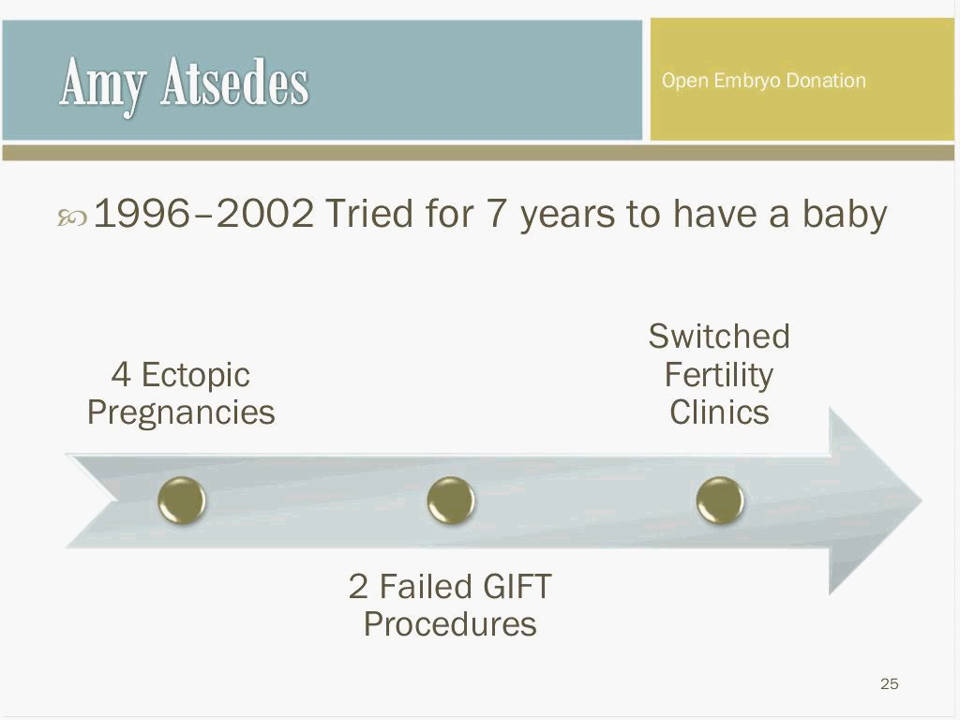 Amy Atsedes
Open Embryo Donation
1996–2002 Tried for 7 years to have a baby
4 Ectopic
Pregnancies
2 Failed GIFT
Procedures
Switched
Fertility
Clinics
25